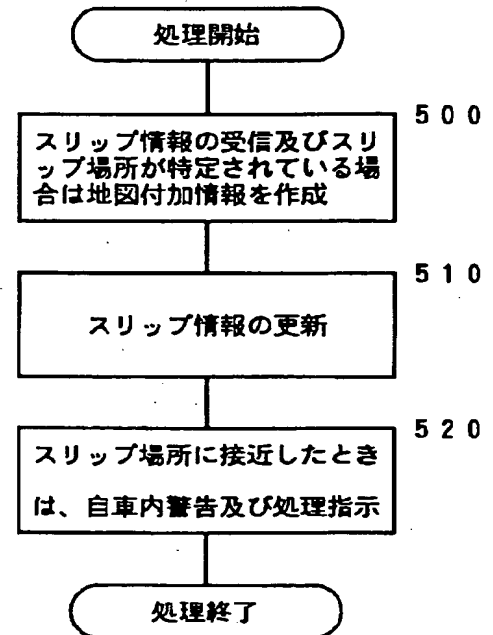 処理開始
500
スリップ情報の受信及びスリ
ップ場所が特定されている場
合は地図付加情報を作成
510
スリップ情報の更新
520
スリップ場所に接近したとき
は、自車内警告及び処理指示
処理終了